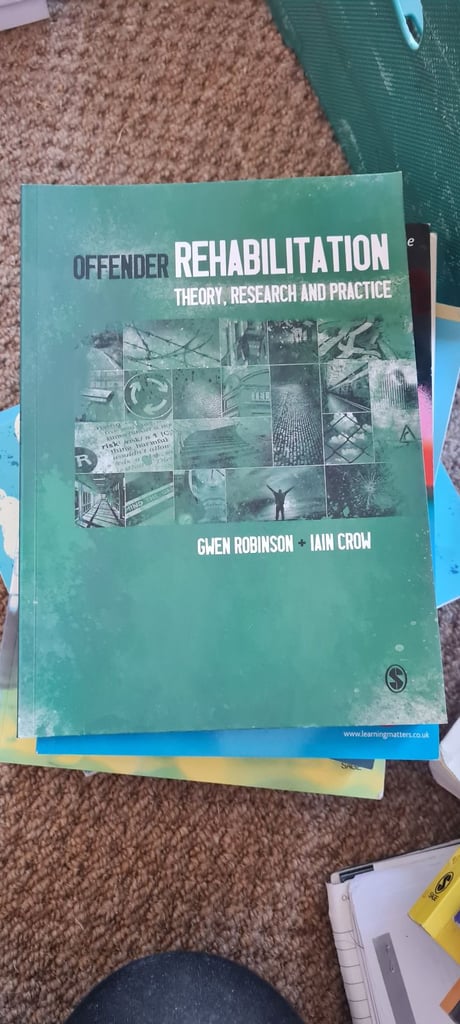 OFFENDER REHABILITATION
THEORY, RESEARCH AND PRACTICE
GWEN ROBINSON + IAIN CROW
S
www.learningmatters.co.uk